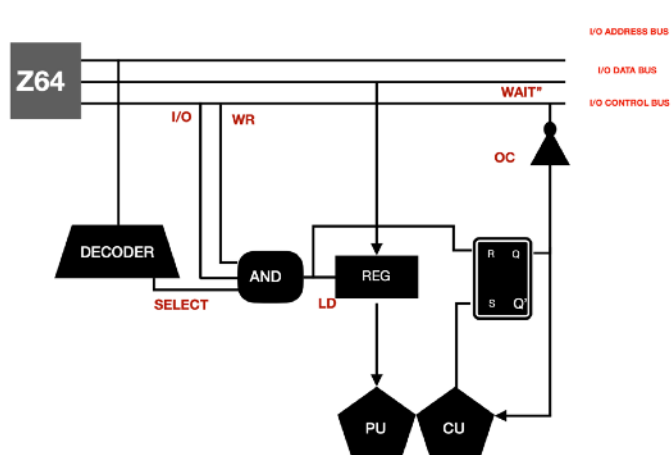 I/O ADDRESS BUS
Z64
I/O DATA BUS
WAIT"
I/O CONTROL BUS
I/O
WR
OC
DECODER
AND
REG
R Q
S Q'
SELECT
LD
PU
CU